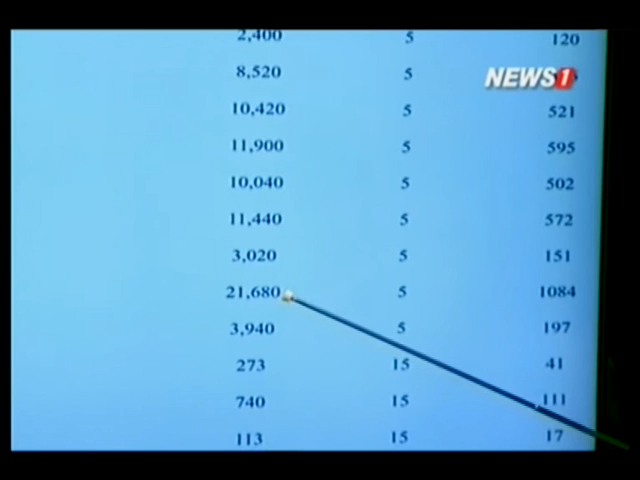 2,400 5 120
NEWS1
8,520 5
10,420 5 521
11,900 5 595
10,040 5 502
11,440 5 572
3,020 5 151
21,680 5 1084
3,940 5 197
273 15 41
740 15 111
113 15 17